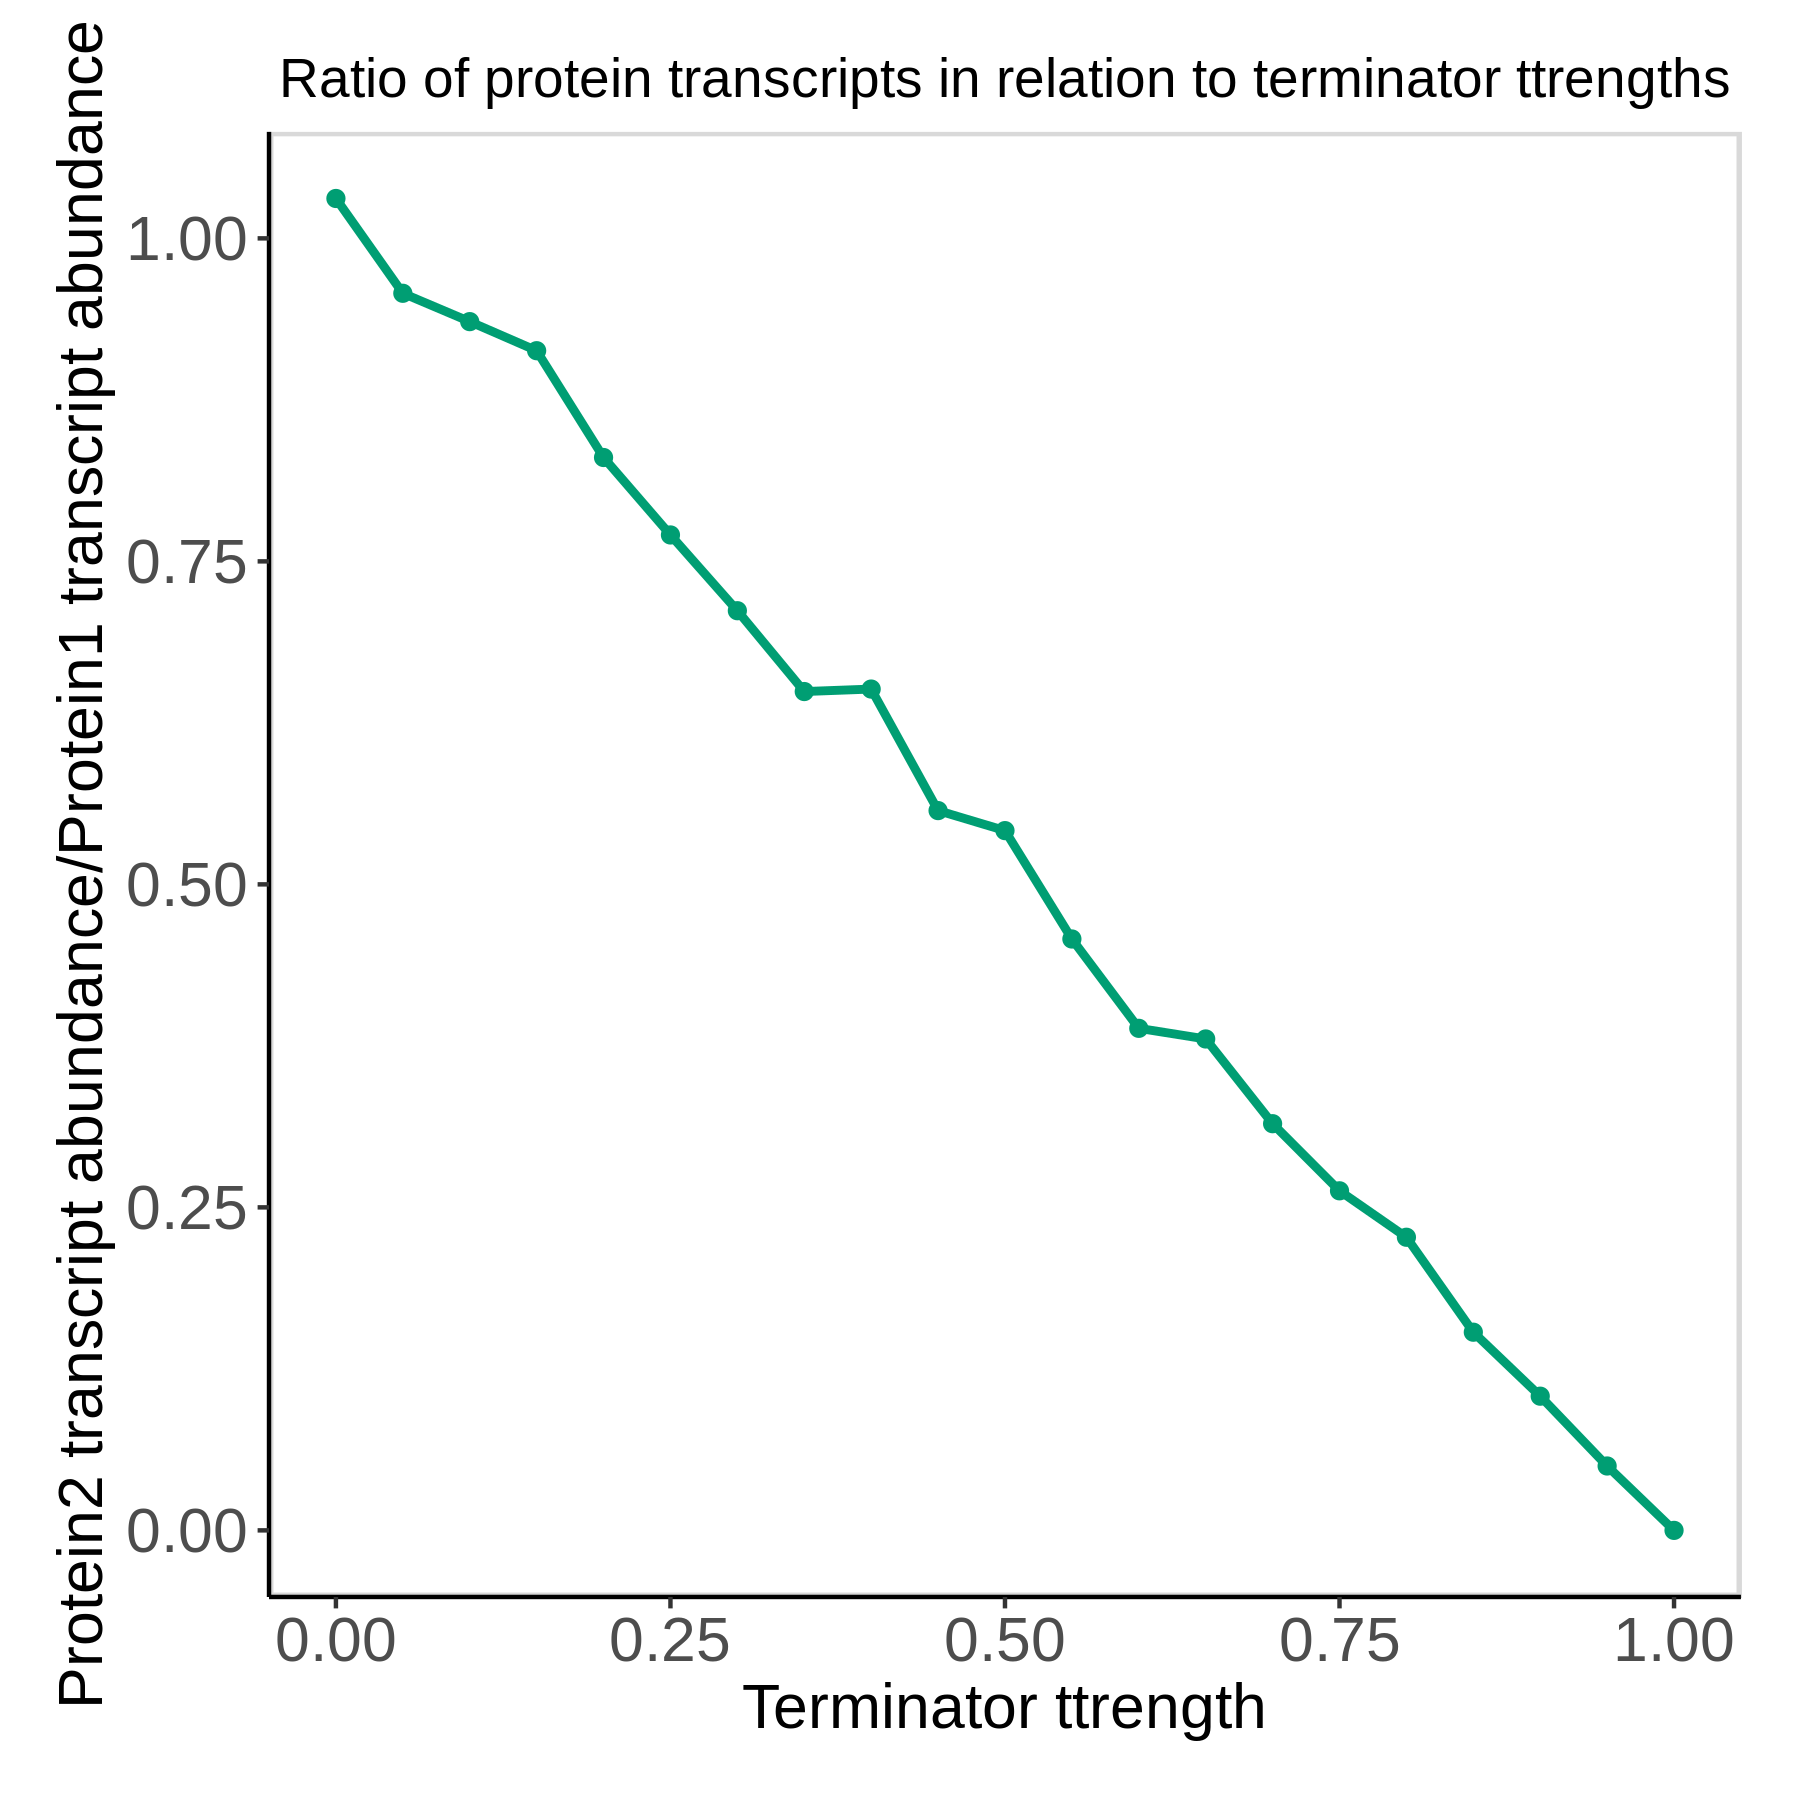 Ratio of protein transcripts in relation to terminator ttrengths
Protein2 transcript abundance/Protein1 transcript abundance
1.00
0.75
0.50
0.25
0.00
0.00 0.25 0.50 0.75 1.00
Terminator ttrength